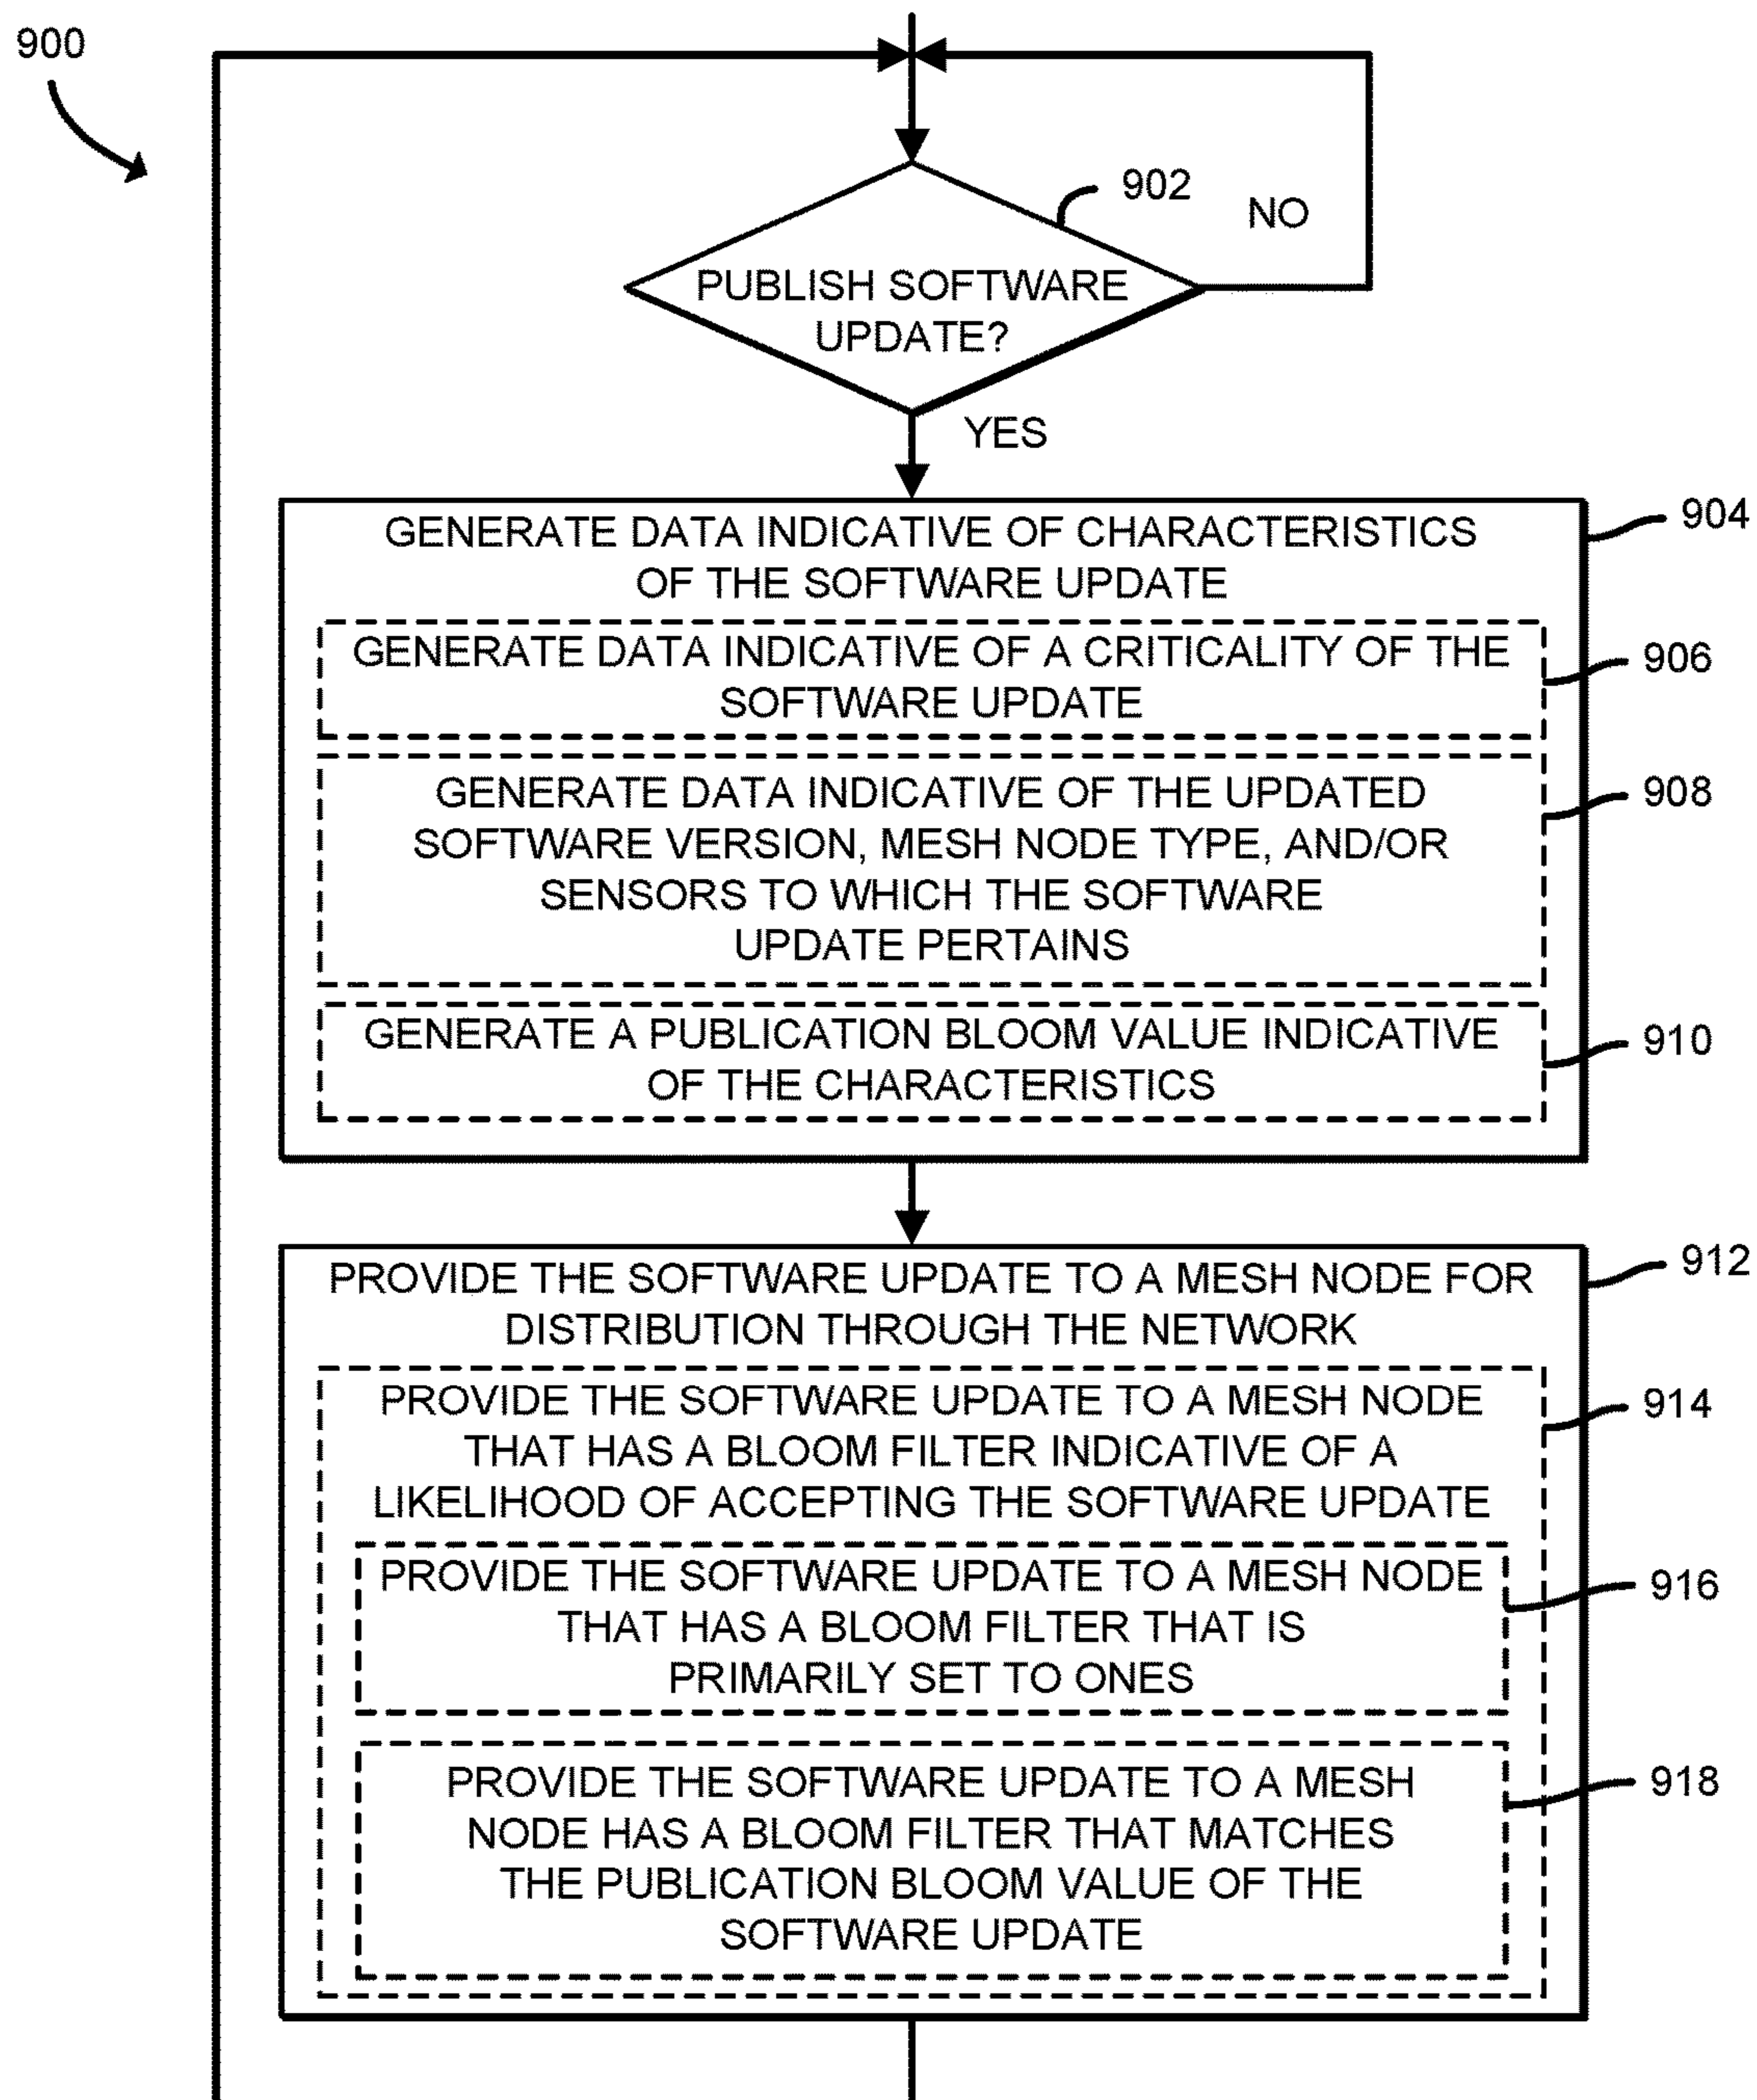 900
902
NO
PUBLISH SOFTWARE
UPDATE?
YES
904
GENERATE DATA INDICATIVE OF CHARACTERISTICS
OF THE SOFTWARE UPDATE
GENERATE DATA INDICATIVE OF A CRITICALITY OF THE
SOFTWARE UPDATE
906
GENERATE DATA INDICATIVE OF THE UPDATED
SOFTWARE VERSION, MESH NODE TYPE, AND/OR
SENSORS TO WHICH THE SOFTWARE
UPDATE PERTAINS
908
GENERATE A PUBLICATION BLOOM VALUE INDICATIVE
OF THE CHARACTERISTICS
910
PROVIDE THE SOFTWARE UPDATE TO A MESH NODE FOR
DISTRIBUTION THROUGH THE NETWORK
912
PROVIDE THE SOFTWARE UPDATE TO A MESH NODE
THAT HAS A BLOOM FILTER INDICATIVE OF A
LIKELIHOOD OF ACCEPTING THE SOFTWARE UPDATE
914
PROVIDE THE SOFTWARE UPDATE TO A MESH NODE
THAT HAS A BLOOM FILTER THAT IS
PRIMARILY SET TO ONES
916
PROVIDE THE SOFTWARE UPDATE TO A MESH
NODE HAS A BLOOM FILTER THAT MATCHES
THE PUBLICATION BLOOM VALUE OF THE
SOFTWARE UPDATE
918